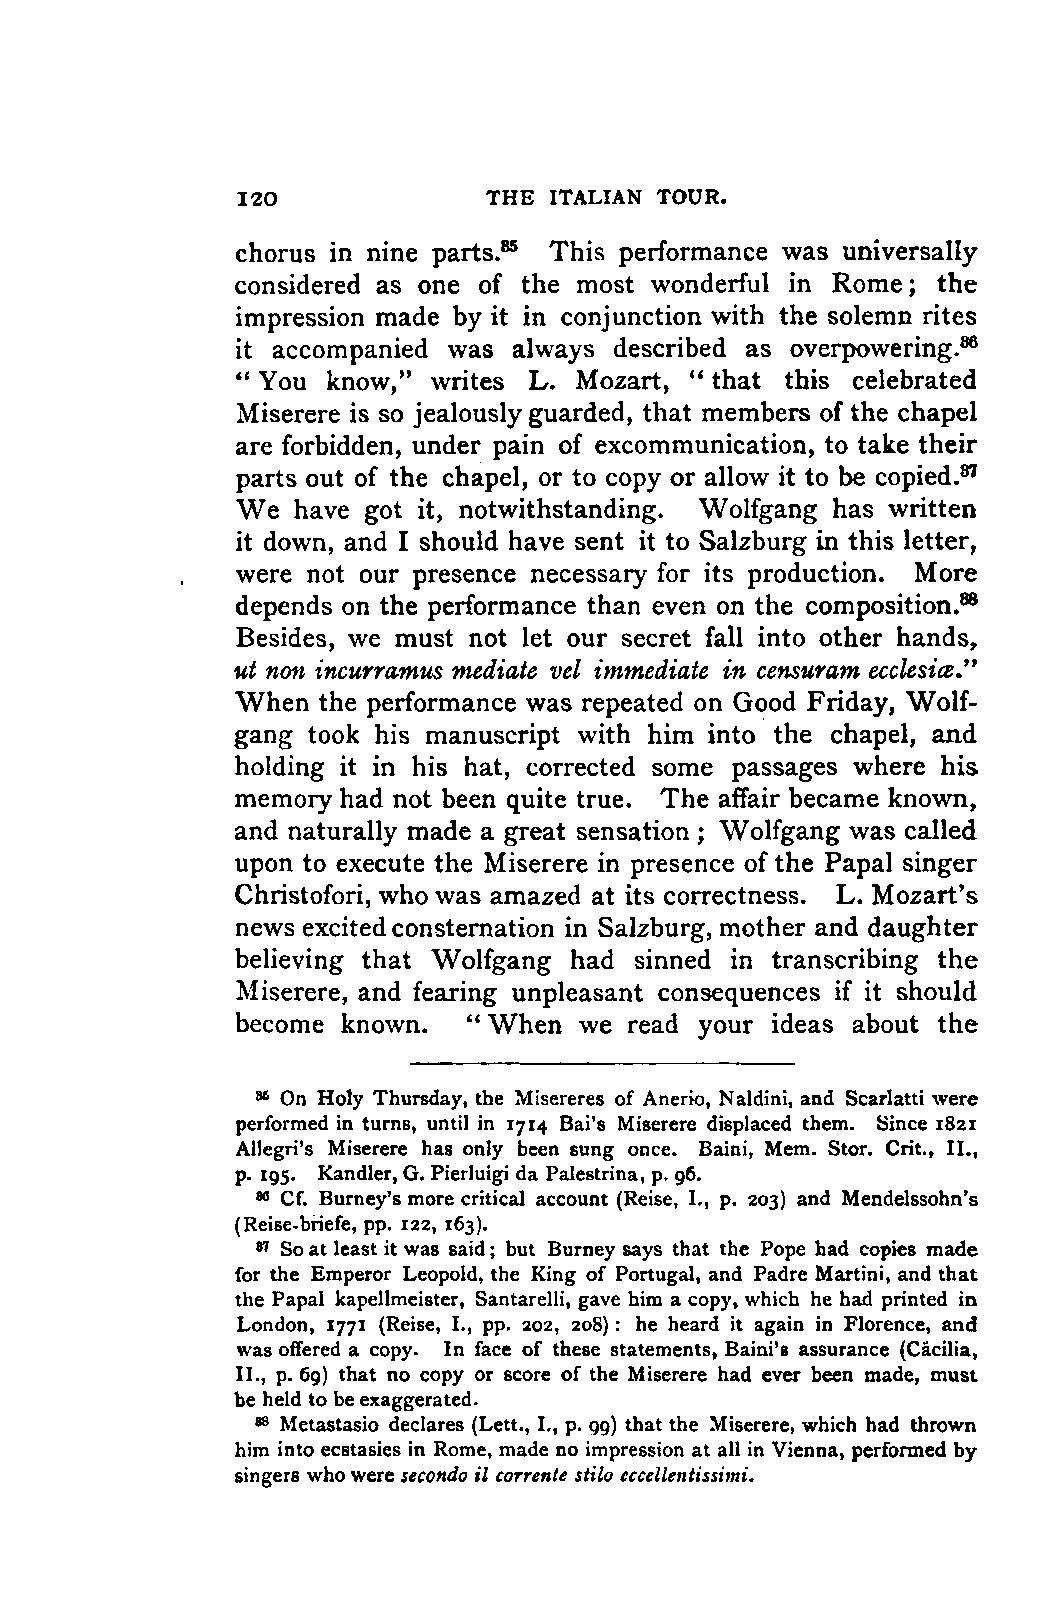 120 THE ITALIAN TOUR.
chorus in nine parts.⁸⁵ This performance was universally
considered as one of the most wonderful in Rome; the
impression made by it in conjunction with the solemn rites
it accompanied was always described as overpowering.⁸⁶
“You know,” writes L. Mozart, “that this celebrated
Miserere is so jealously guarded, that members of the chapel
are forbidden, under pain of excommunication, to take their
parts out of the chapel, or to copy or allow it to be copied.⁸⁷
We have got it, notwithstanding. Wolfgang has written
it down, and I should have sent it to Salzburg in this letter,
were not our presence necessary for its production. More
depends on the performance than even on the composition.⁸⁸
Besides, we must not let our secret fall into other hands,
ut non incurramus mediate vel immediate in censuram ecclesiæ.”
When the performance was repeated on Good Friday, Wolf-
gang took his manuscript with him into the chapel, and
holding it in his hat, corrected some passages where his
memory had not been quite true. The affair became known,
and naturally made a great sensation; Wolfgang was called
upon to execute the Miserere in presence of the Papal singer
Christofori, who was amazed at its correctness. L. Mozart’s
news excited consternation in Salzburg, mother and daughter
believing that Wolfgang had sinned in transcribing the
Miserere, and fearing unpleasant consequences if it should
become known. “When we read your ideas about the
⁸⁵ On Holy Thursday, the Misereres of Anerio, Naldini, and Scarlatti were
performed in turns, until in 1714 Bai’s Miserere displaced them. Since 1821
Allegri’s Miserere has only been sung once. Baini, Mem. Stor. Crit., II.,
p. 195. Kandler, G. Pierluigi da Palestrina, p. 96.
⁸⁶ Cf. Burney’s more critical account (Reise, I., p. 203) and Mendelssohn’s
(Reise-briefe, pp. 122, 163).
⁸⁷ So at least it was said; but Burney says that the Pope had copies made
for the Emperor Leopold, the King of Portugal, and Padre Martini, and that
the Papal kapellmeister, Santarelli, gave him a copy, which he had printed in
London, 1771 (Reise, I., pp. 202, 208): he heard it again in Florence, and
was offered a copy. In face of these statements, Baini’s assurance (Cäcilia,
II., p. 69) that no copy or score of the Miserere had ever been made, must
be held to be exaggerated.
⁸⁸ Metastasio declares (Lett., I., p. 99) that the Miserere, which had thrown
him into ecstasies in Rome, made no impression at all in Vienna, performed by
singers who were secondo il corrente stilo eccellentissimi.